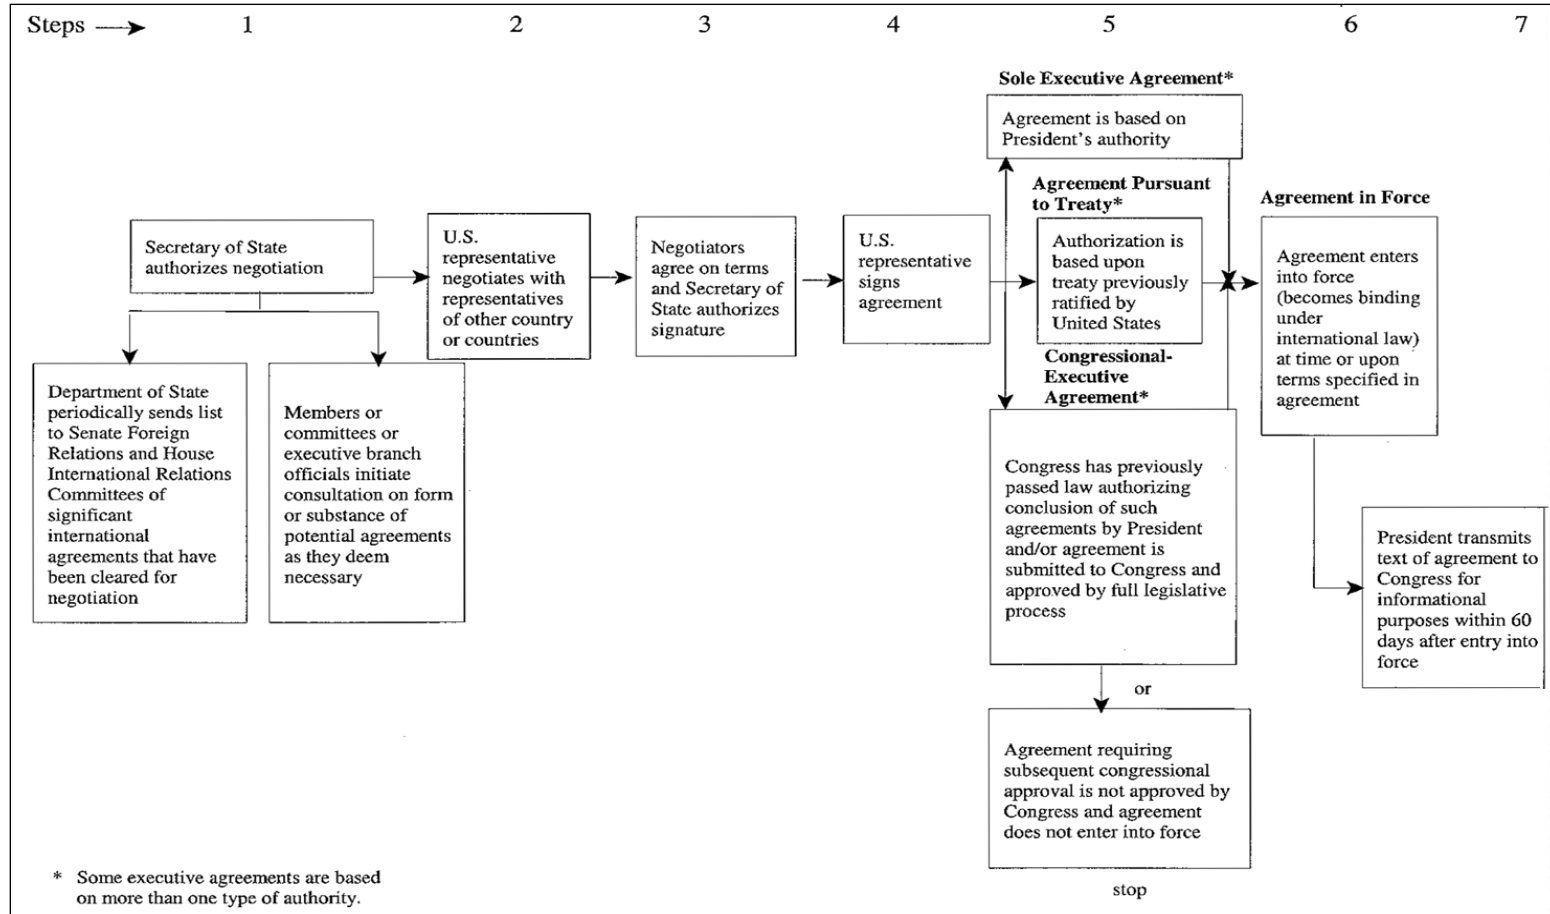 Steps
1
2
3
4
5
6
7
Secretary of State
authorizes negotiation
Department of State
periodically sends list
to Senate Foreign
Relations and House
International Relations
Committees of
significant
international
agreements that have
been cleared for
negotiation
Members or
committees or
executive branch
officials initiate
consultation on form
or substance of
potential agreements
as they deem
necessary
U.S.
representative
negotiates with
representatives
of other country
or countries
Negotiators
agree on terms
and Secretary of
State authorizes
signature
U.S.
representative
signs
agreement
Sole Executive Agreement*
Agreement is based on
President's authority
Agreement Pursuant
to Treaty*
Authorization is
based upon
treaty previously
ratified by
United States
Congressional-
Executive
Agreement*
Congress has previously
passed law authorizing
conclusion of such
agreements by President
and/or agreement is
submitted to Congress and
approved by full legislative
process
or
Agreement requiring
subsequent congressional
approval is not approved by
Congress and agreement
does not enter into force
stop
Agreement in Force
Agreement enters
into force
(becomes binding
under
international law)
at time or upon
terms specified in
agreement
President transmits
text of agreement to
Congress for
informational
purposes within 60
days after entry into
force
* Some executive agreements are based
on more than one type of authority.